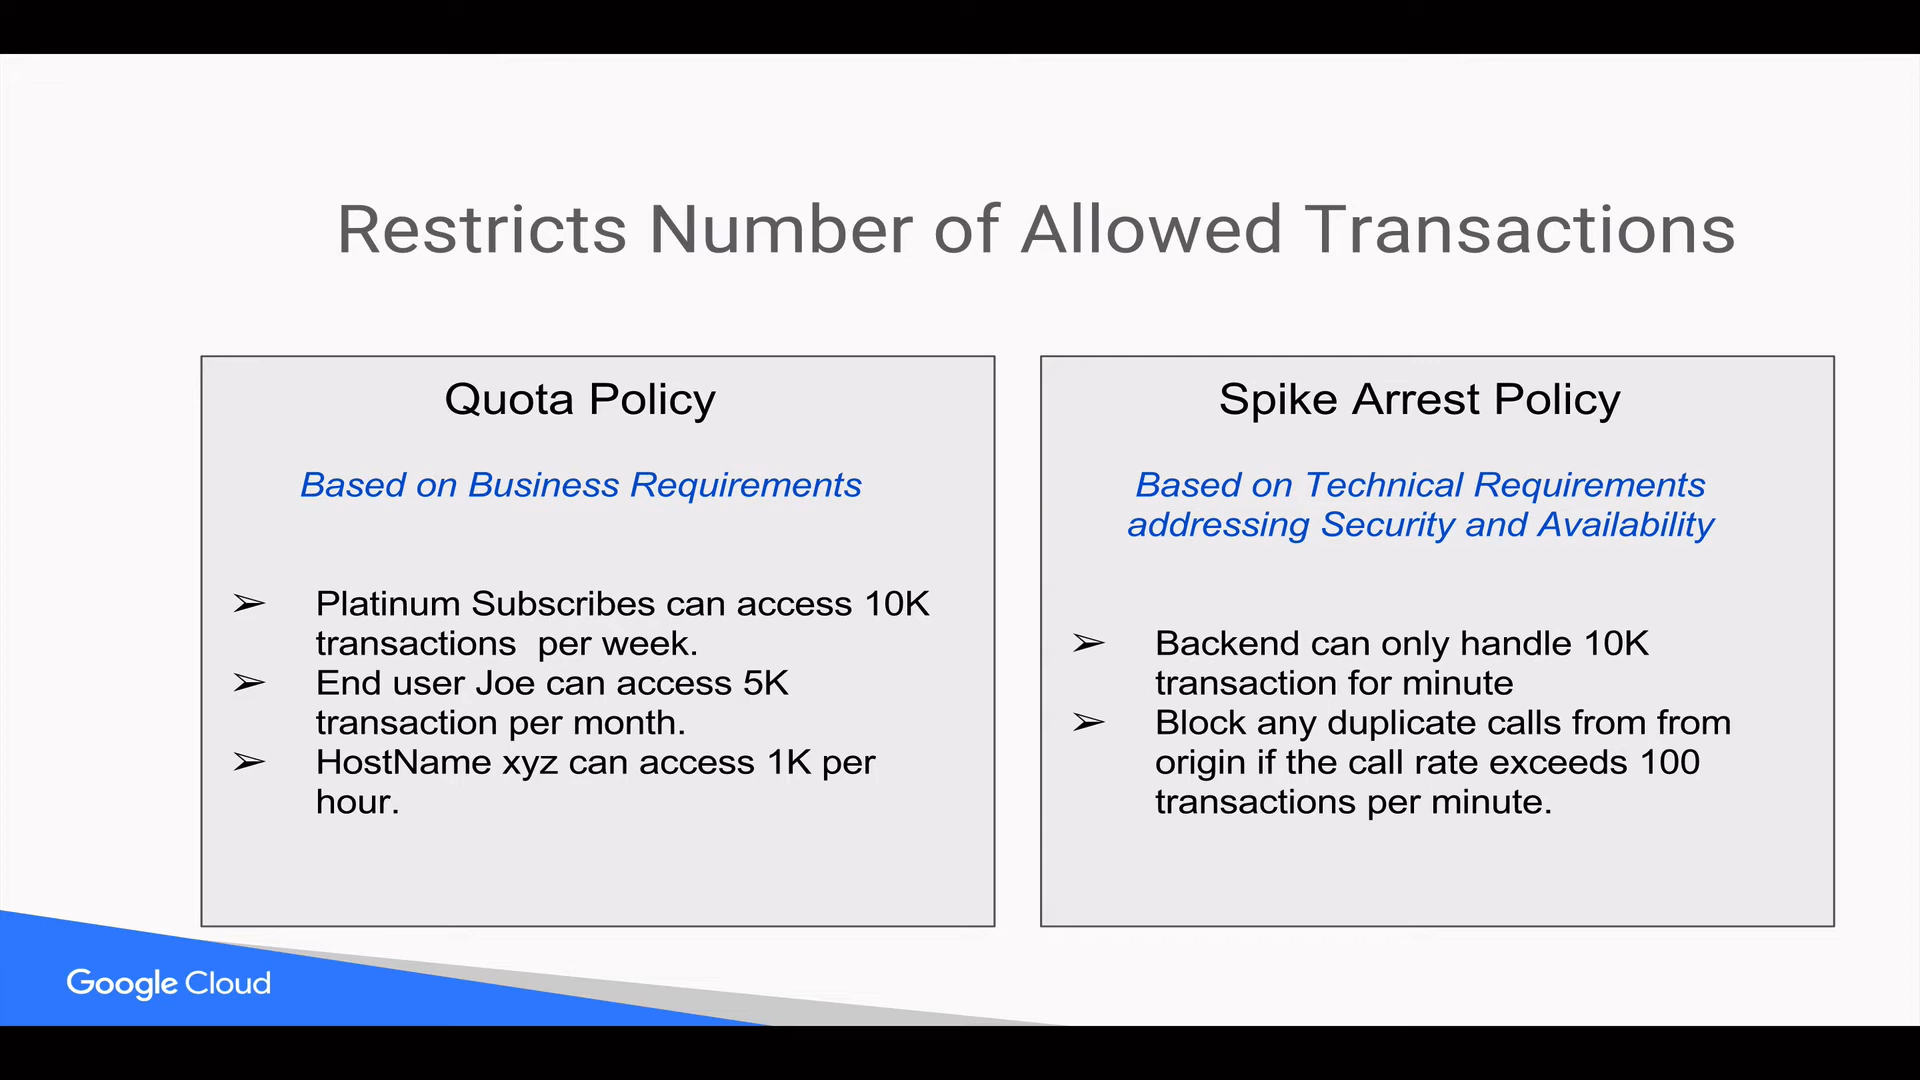 Restricts Number of Allowed Transactions
Quota Policy
Based on Business Requirements
➢ Platinum Subscribes can access 10K
transactions  per week.
➢ End user Joe can access 5K
transaction per month.
➢ HostName xyz can access 1K per
hour.
Spike Arrest Policy
Based on Technical Requirements
addressing Security and Availability
➢ Backend can only handle 10K
transaction for minute
➢ Block any duplicate calls from from
origin if the call rate exceeds 100
transactions per minute.
Google Cloud